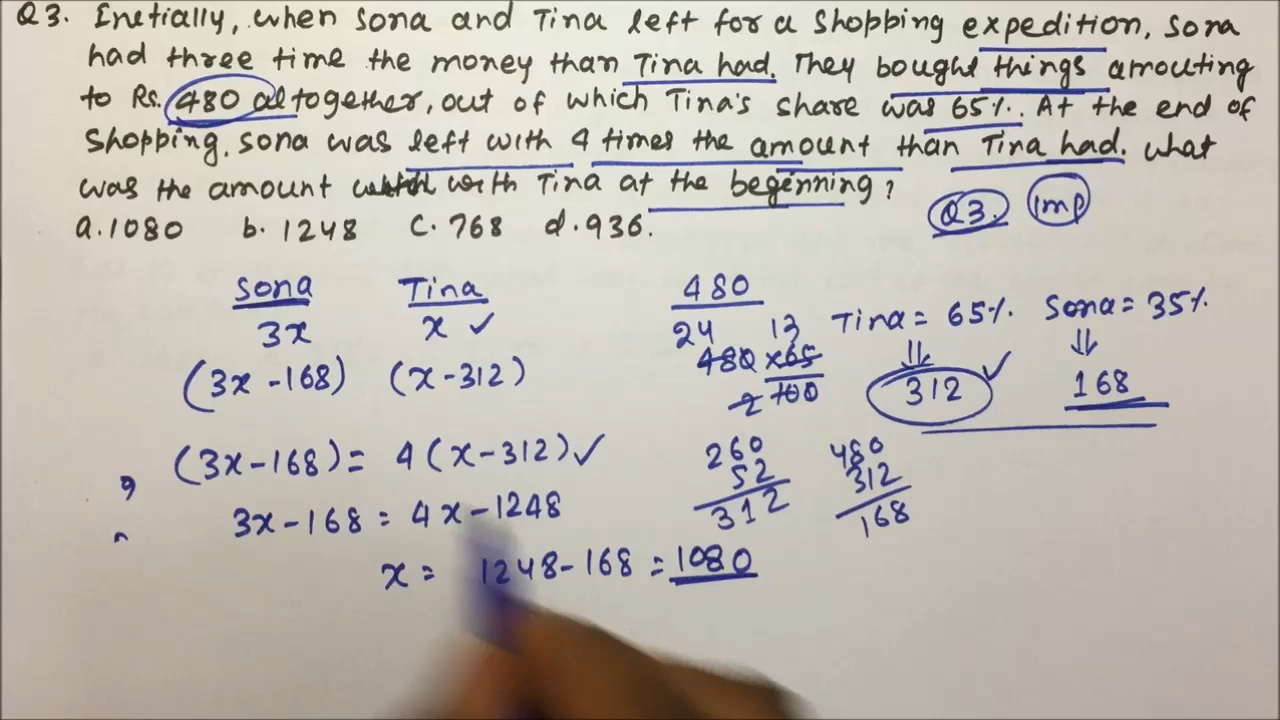 Q3. Initially, when Sona and Tina left for a shopping expedition, Sona
had three time the money than Tina had. They bought things amouting
to Rs. 480 altogether, out of which Tina's share was 65%. At the end of
Shopping, Sona was left with 4 times the amount than Tina had. what
was the amount with Tina at the beginning?
Q3. Imp
a. 1080 b. 1248 c. 768 d. 936.
Sona Tina 480
3x x ✓ Tina = 65% Sona = 35%
24 13
480 x65
2 100
(3x - 168) (x - 312) 312 ✓ 168
(3x - 168) = 4 (x - 312) ✓
260 480
52 312
312 168
3x - 168 = 4x - 1248
x = 1248 - 168 = 1080